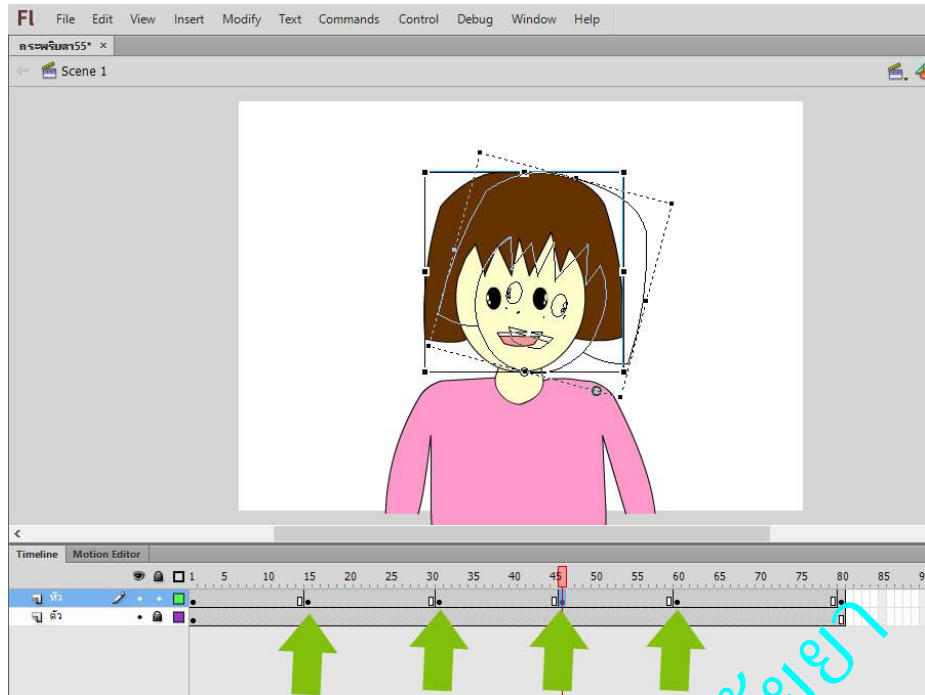 Fl File Edit View Insert Modify Text Commands Control Debug Window Help
กระพริบตา55* ×
Scene 1
Timeline Motion Editor
1 5 10 15 20 25 30 35 40 45 50 55 60 65 70 75 80 85 9
หัว
ตัว